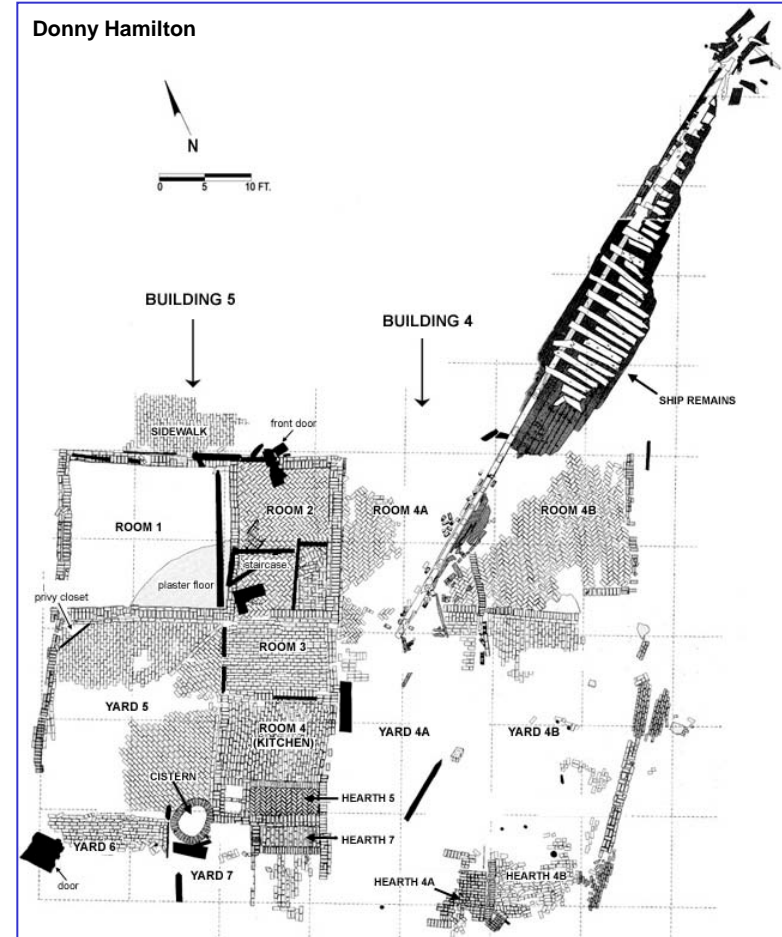 Donny Hamilton
N
0 5 10 FT.
BUILDING 5
BUILDING 4
SHIP REMAINS
SIDEWALK
front door
ROOM 1
ROOM 2
ROOM 4A
ROOM 4B
staircase
plaster floor
privy closet
ROOM 3
YARD 5
ROOM 4
(KITCHEN)
YARD 4A
YARD 4B
CISTERN
HEARTH 5
HEARTH 7
YARD 6
door
YARD 7
HEARTH 4A
HEARTH 4B